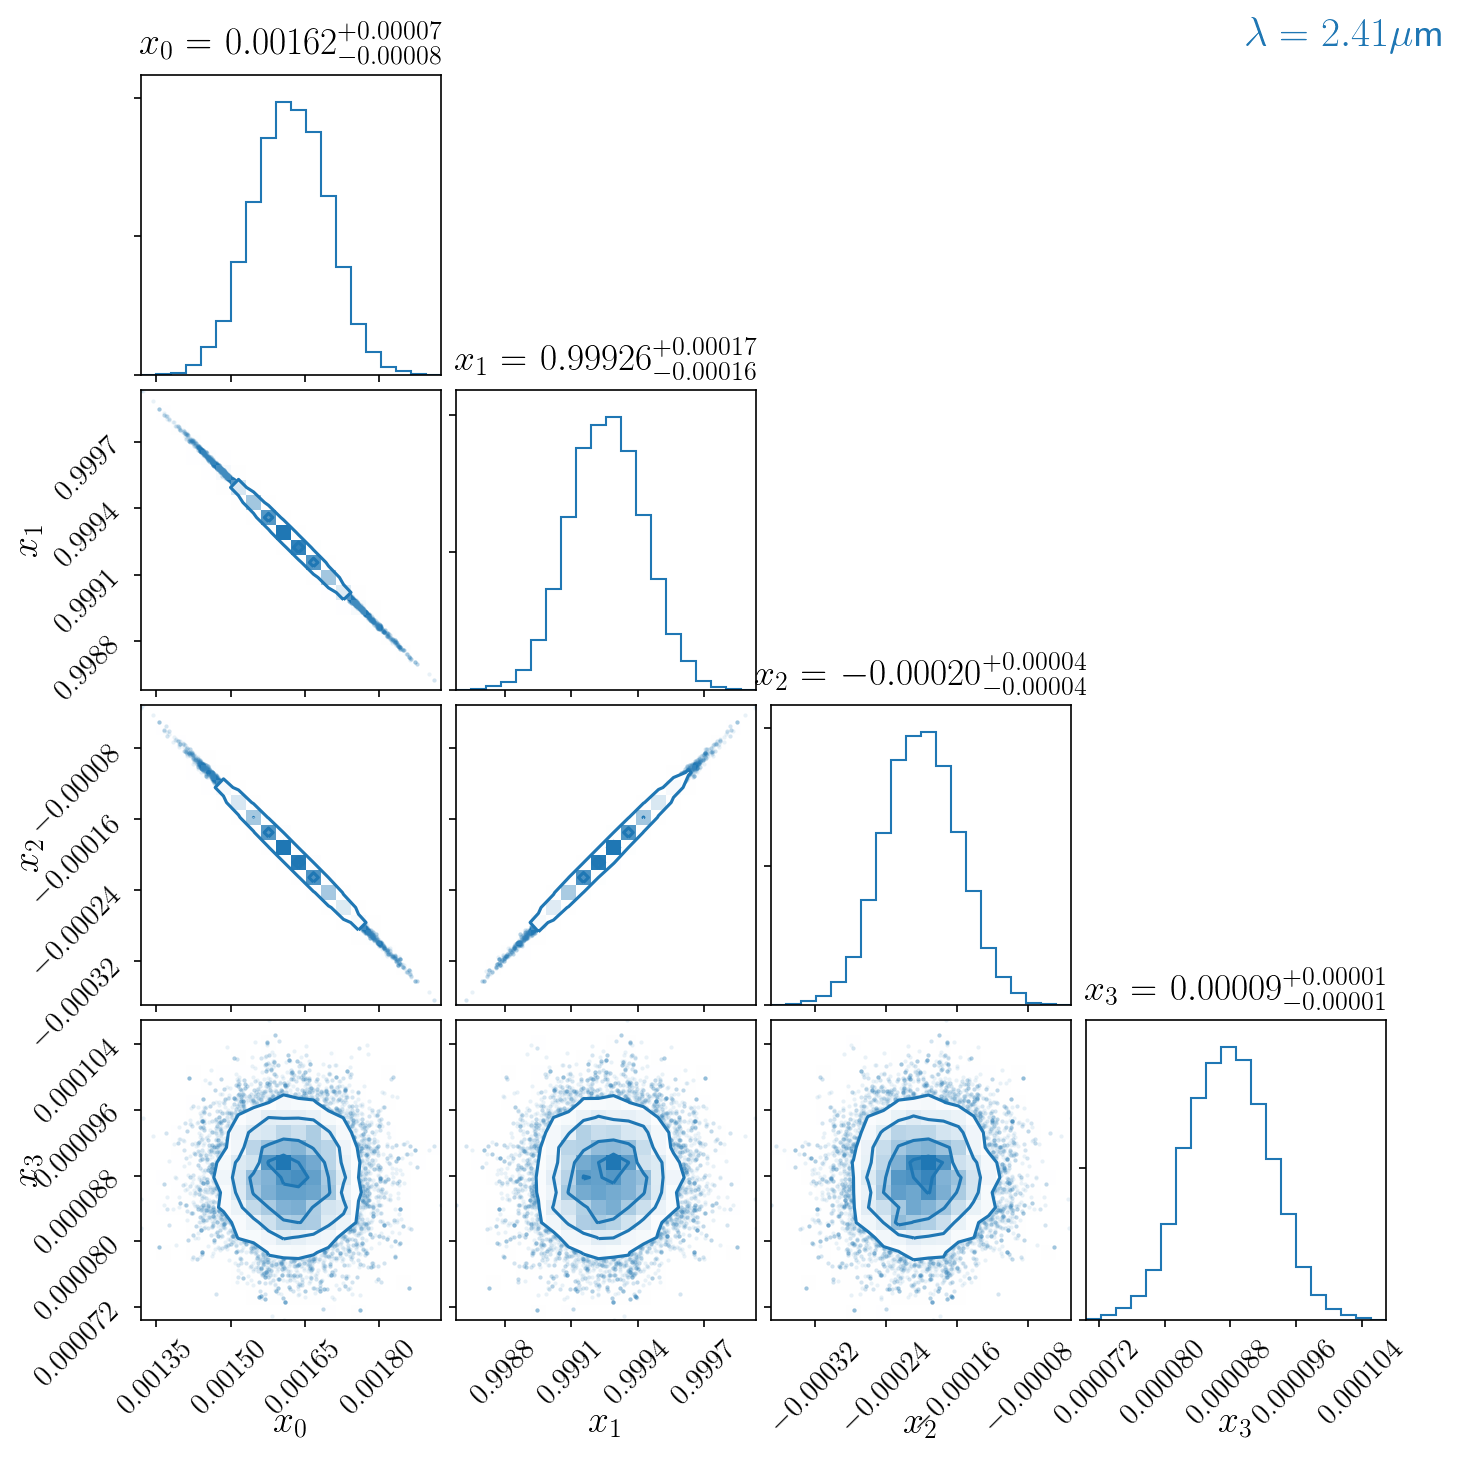 λ = 2.41μm
x₀ = 0.00162 +0.00007 −0.00008
x₁ = 0.99926 +0.00017 −0.00016
x₁
0.9997
0.9994
0.9991
0.9988
x₂ = −0.00020 +0.00004 −0.00004
x₂
−0.00008
−0.00016
−0.00024
−0.00032
x₃ = 0.00009 +0.00001 −0.00001
x₃
0.000104
0.000096
0.000088
0.000080
0.000072
0.00135 0.00150 0.00165 0.00180
0.9988 0.9991 0.9994 0.9997
−0.00032 −0.00024 −0.00016 −0.00008
0.000072 0.000080 0.000088 0.000096 0.000104
x₀ x₁ x₂ x₃